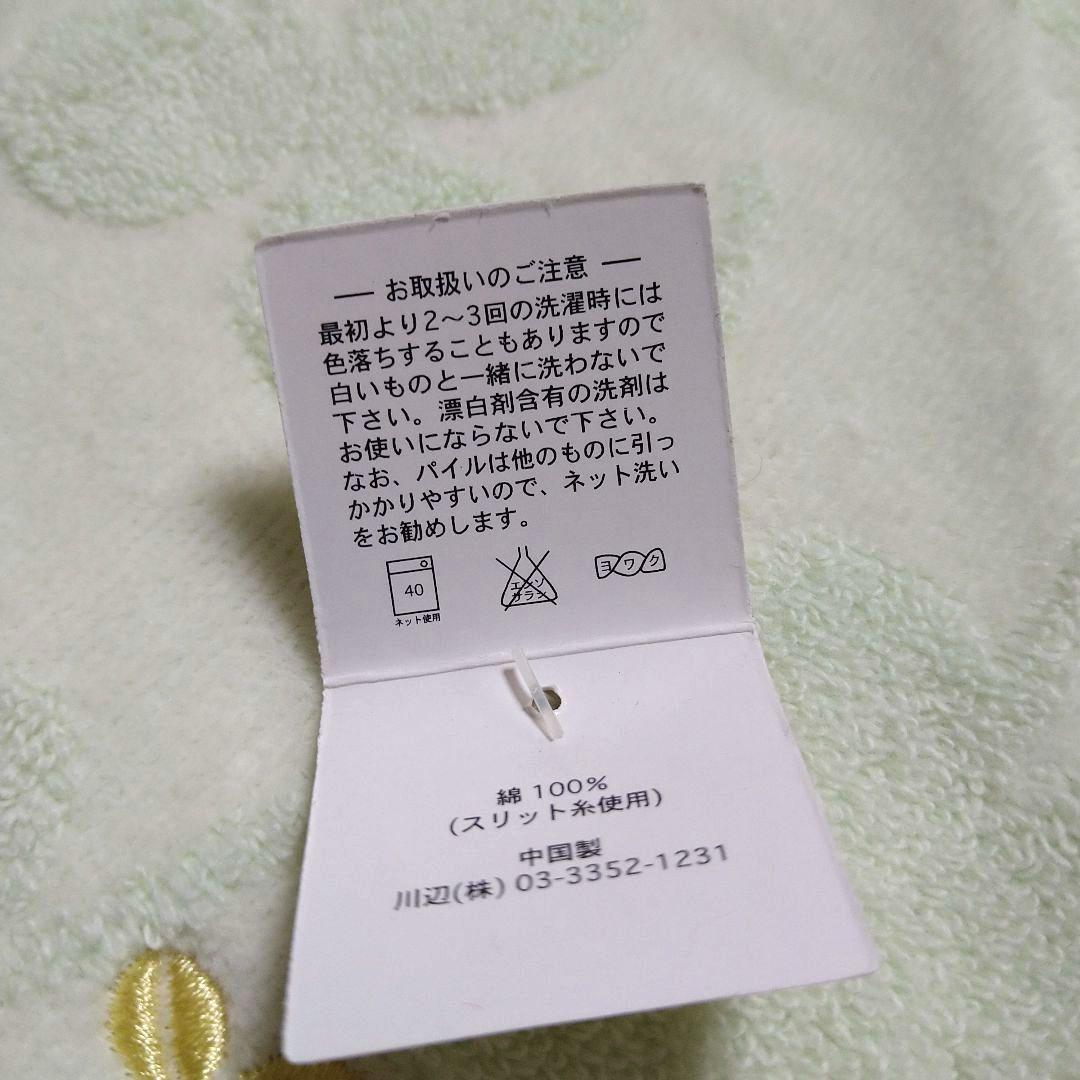 ― お取扱いのご注意 ―
最初より2〜3回の洗濯時には
色落ちすることもありますので
白いものと一緒に洗わないで
下さい。漂白剤含有の洗剤は
お使いにならないで下さい。
なお、パイルは他のものに引っ
かかりやすいので、ネット洗い
をお勧めします。
40
ネット使用
エンソ
サラシ
ヨワク
綿 100%
(スリット糸使用)
中国製
川辺(株) 03-3352-1231